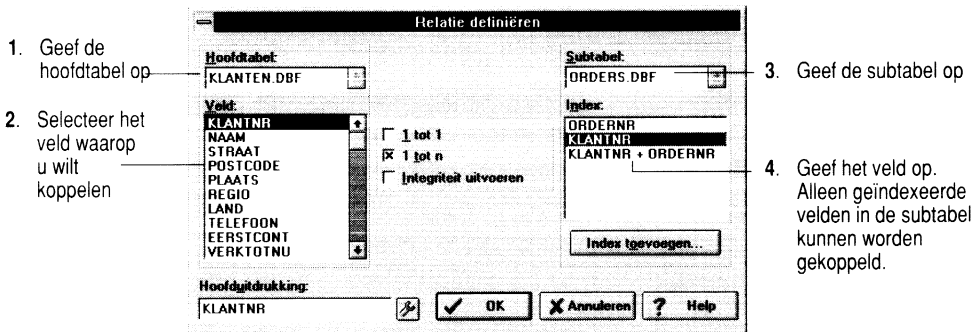 Relatie definiëren
1. Geef de
hoofdtabel op
2. Selecteer het
veld waarop
u wilt
koppelen
Hoofdtabel:
KLANTEN.DBF
Veld:
KLANTNR
NAAM
STRAAT
POSTCODE
PLAATS
REGIO
LAND
TELEFOON
EERSTCONT
VERKTOTNU
1 tot 1
1 tot n
Integriteit uitvoeren
Subtabel:
ORDERS.DBF
Index:
ORDERNR
KLANTNR
KLANTNR + ORDERNR
Index toevoegen...
3. Geef de subtabel op
4. Geef het veld op.
Alleen geïndexeerde
velden in de subtabel
kunnen worden
gekoppeld.
Hoofduitdrukking:
KLANTNR
OK
Annuleren
? Help